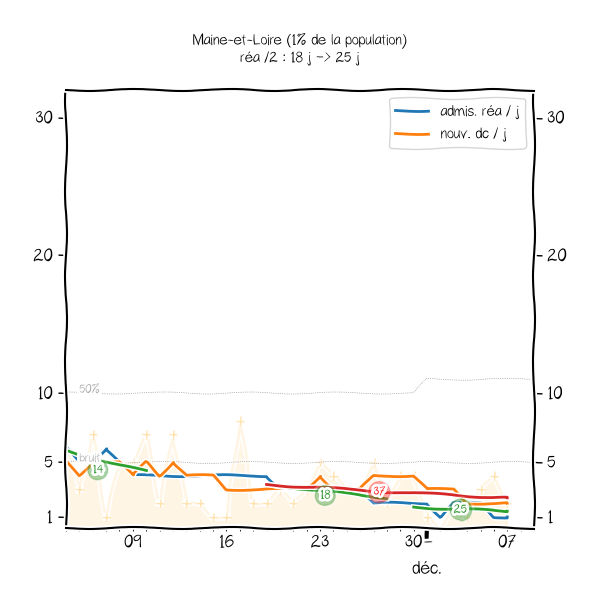 Maine-et-Loire (1% de la population)
réa /2 : 18 j -> 25 j
admis. réa / j
nouv. dc / j
30 30
20 20
10 10
50%
5 5
bruit
14
18
37
25
1 1
09 16 23 30 07
déc.